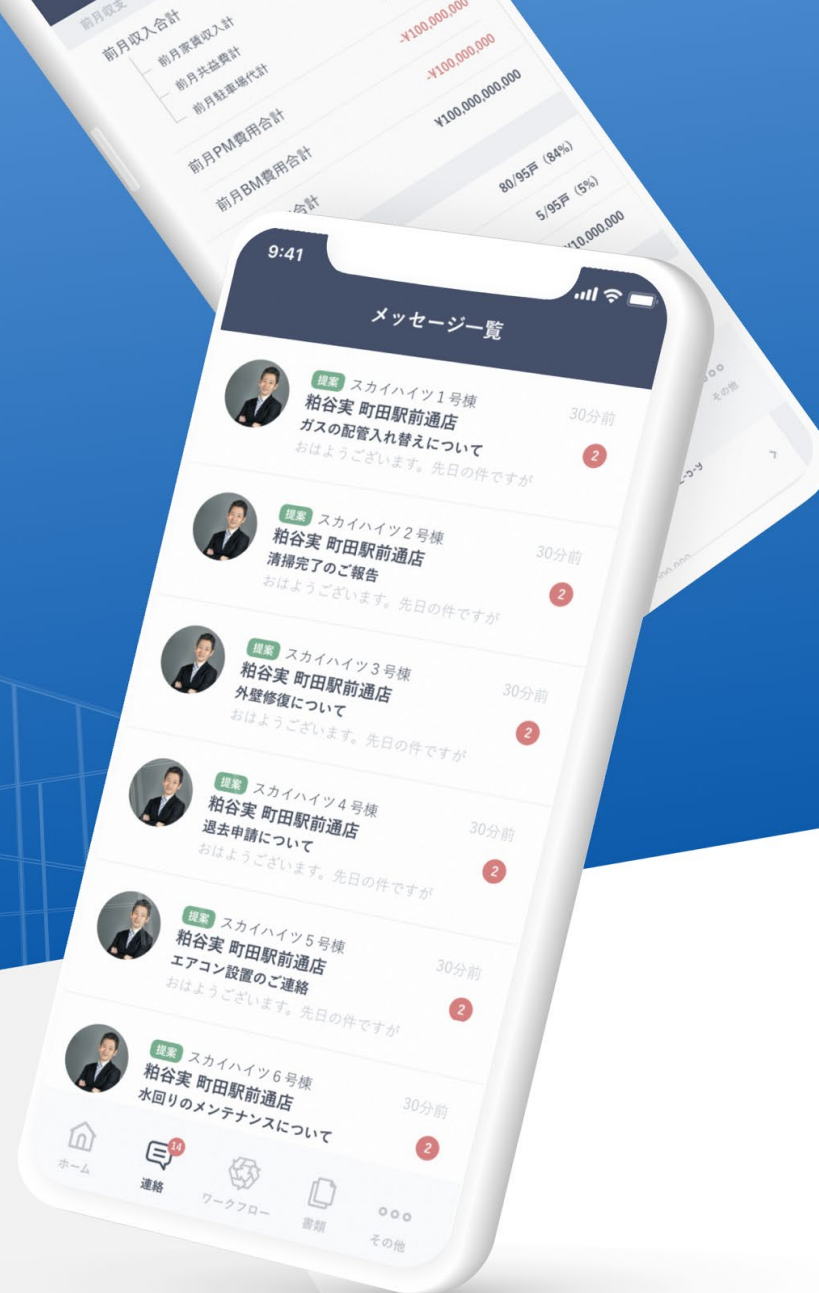 前月収支
前月収入合計
前月家賃収入計
前月共益費計
前月駐車場代計
-¥100,000,000
前月PM費用合計
-¥100,000,000
前月BM費用合計
¥100,000,000,000
合計
80/95戸（84%）
5/95戸（5%）
¥10,000,000
その他
9:41
メッセージ一覧
提案 スカイハイツ1号棟
30分前
粕谷実 町田駅前通店
ガスの配管入れ替えについて
2
おはようございます。先日の件ですが
提案 スカイハイツ2号棟
30分前
粕谷実 町田駅前通店
清掃完了のご報告
2
おはようございます。先日の件ですが
提案 スカイハイツ3号棟
30分前
粕谷実 町田駅前通店
外壁修復について
2
おはようございます。先日の件ですが
提案 スカイハイツ4号棟
30分前
粕谷実 町田駅前通店
退去申請について
2
おはようございます。先日の件ですが
提案 スカイハイツ5号棟
30分前
粕谷実 町田駅前通店
エアコン設置のご連絡
2
おはようございます。先日の件ですが
提案 スカイハイツ6号棟
30分前
粕谷実 町田駅前通店
水回りのメンテナンスについて
2
ホーム
14
連絡
ワークフロー
書類
その他